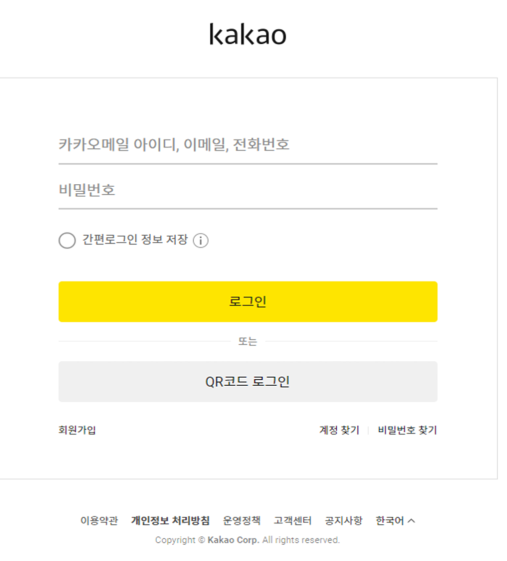 kakao
카카오메일 아이디, 이메일, 전화번호
비밀번호
간편로그인 정보 저장
로그인
또는
QR코드 로그인
회원가입 계정 찾기 비밀번호 찾기
이용약관 개인정보 처리방침 운영정책 고객센터 공지사항 한국어
Copyright © Kakao Corp. All rights reserved.